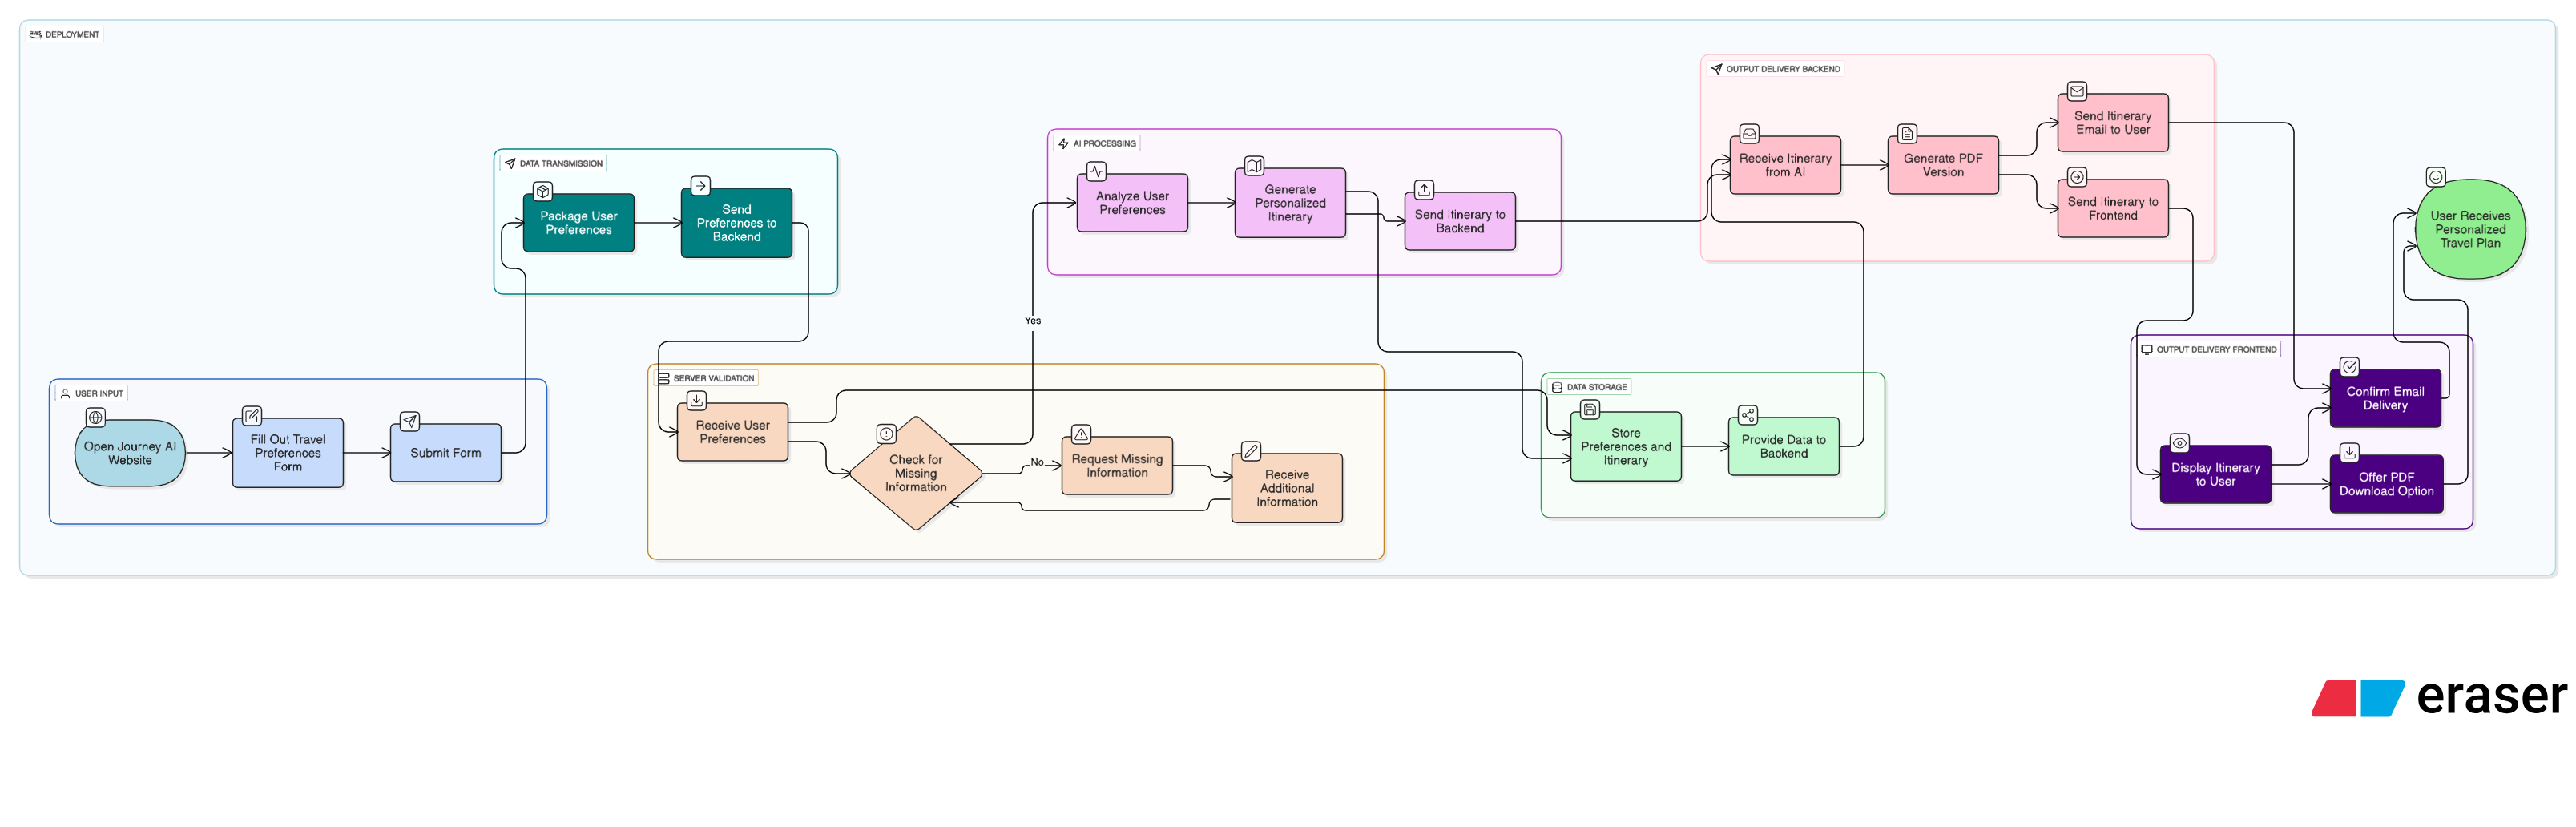 aws DEPLOYMENT
USER INPUT
Open Journey AI
Website
Fill Out Travel
Preferences
Form
Submit Form
DATA TRANSMISSION
Package User
Preferences
Send
Preferences to
Backend
SERVER VALIDATION
Receive User
Preferences
Check for
Missing
Information
Yes
No
Request Missing
Information
Receive
Additional
Information
AI PROCESSING
Analyze User
Preferences
Generate
Personalized
Itinerary
Send Itinerary to
Backend
DATA STORAGE
Store
Preferences and
Itinerary
Provide Data to
Backend
OUTPUT DELIVERY BACKEND
Receive Itinerary
from AI
Generate PDF
Version
Send Itinerary
Email to User
Send Itinerary to
Frontend
OUTPUT DELIVERY FRONTEND
Display Itinerary
to User
Confirm Email
Delivery
Offer PDF
Download Option
User Receives
Personalized
Travel Plan
eraser